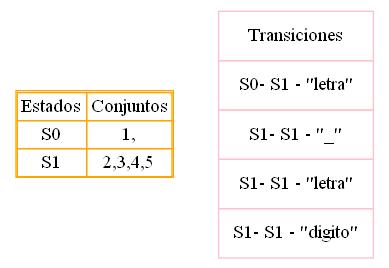 Estados Conjuntos
S0 1,
S1 2,3,4,5
Transiciones
S0- S1 - "letra"
S1- S1 - "_"
S1- S1 - "letra"
S1- S1 - "digito"